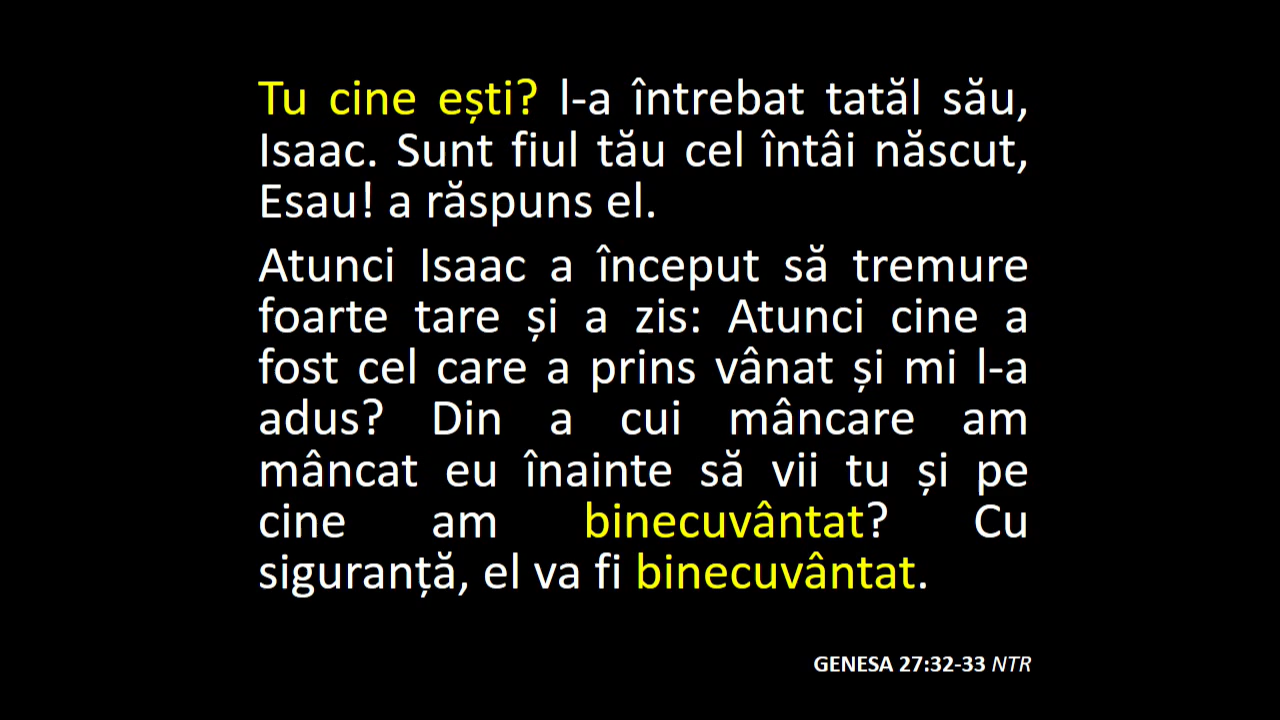 Tu cine ești? l-a întrebat tatăl său,
Isaac. Sunt fiul tău cel întâi născut,
Esau! a răspuns el.
Atunci Isaac a început să tremure
foarte tare și a zis: Atunci cine a
fost cel care a prins vânat și mi l-a
adus? Din a cui mâncare am
mâncat eu înainte să vii tu și pe
cine am binecuvântat? Cu
siguranță, el va fi binecuvântat.
GENESA 27:32-33 NTR